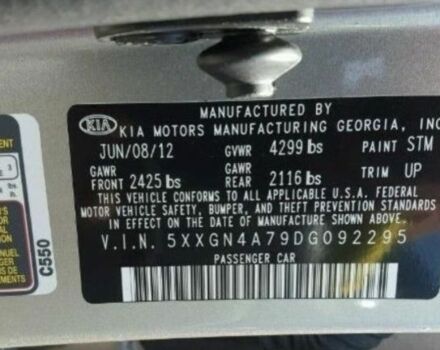 MANUFACTURED BY
KIA KIA MOTORS MANUFACTURING GEORGIA, INC
JUN/08/12 GVWR 4299 lbs PAINT STM
GAWR FRONT 2425 lbs GAWR REAR 2116 lbs TRIM UP
THIS VEHICLE CONFORMS TO ALL APPLICABLE U.S.A. FEDERAL
MOTOR VEHICLE SAFETY, BUMPER, AND THEFT PREVENTION STANDARDS
IN EFFECT ON THE DATE OF MANUFACTURE SHOWN ABOVE.
V.I.N. 5XXGN4A79DG092295
PASSENGER CAR
C550